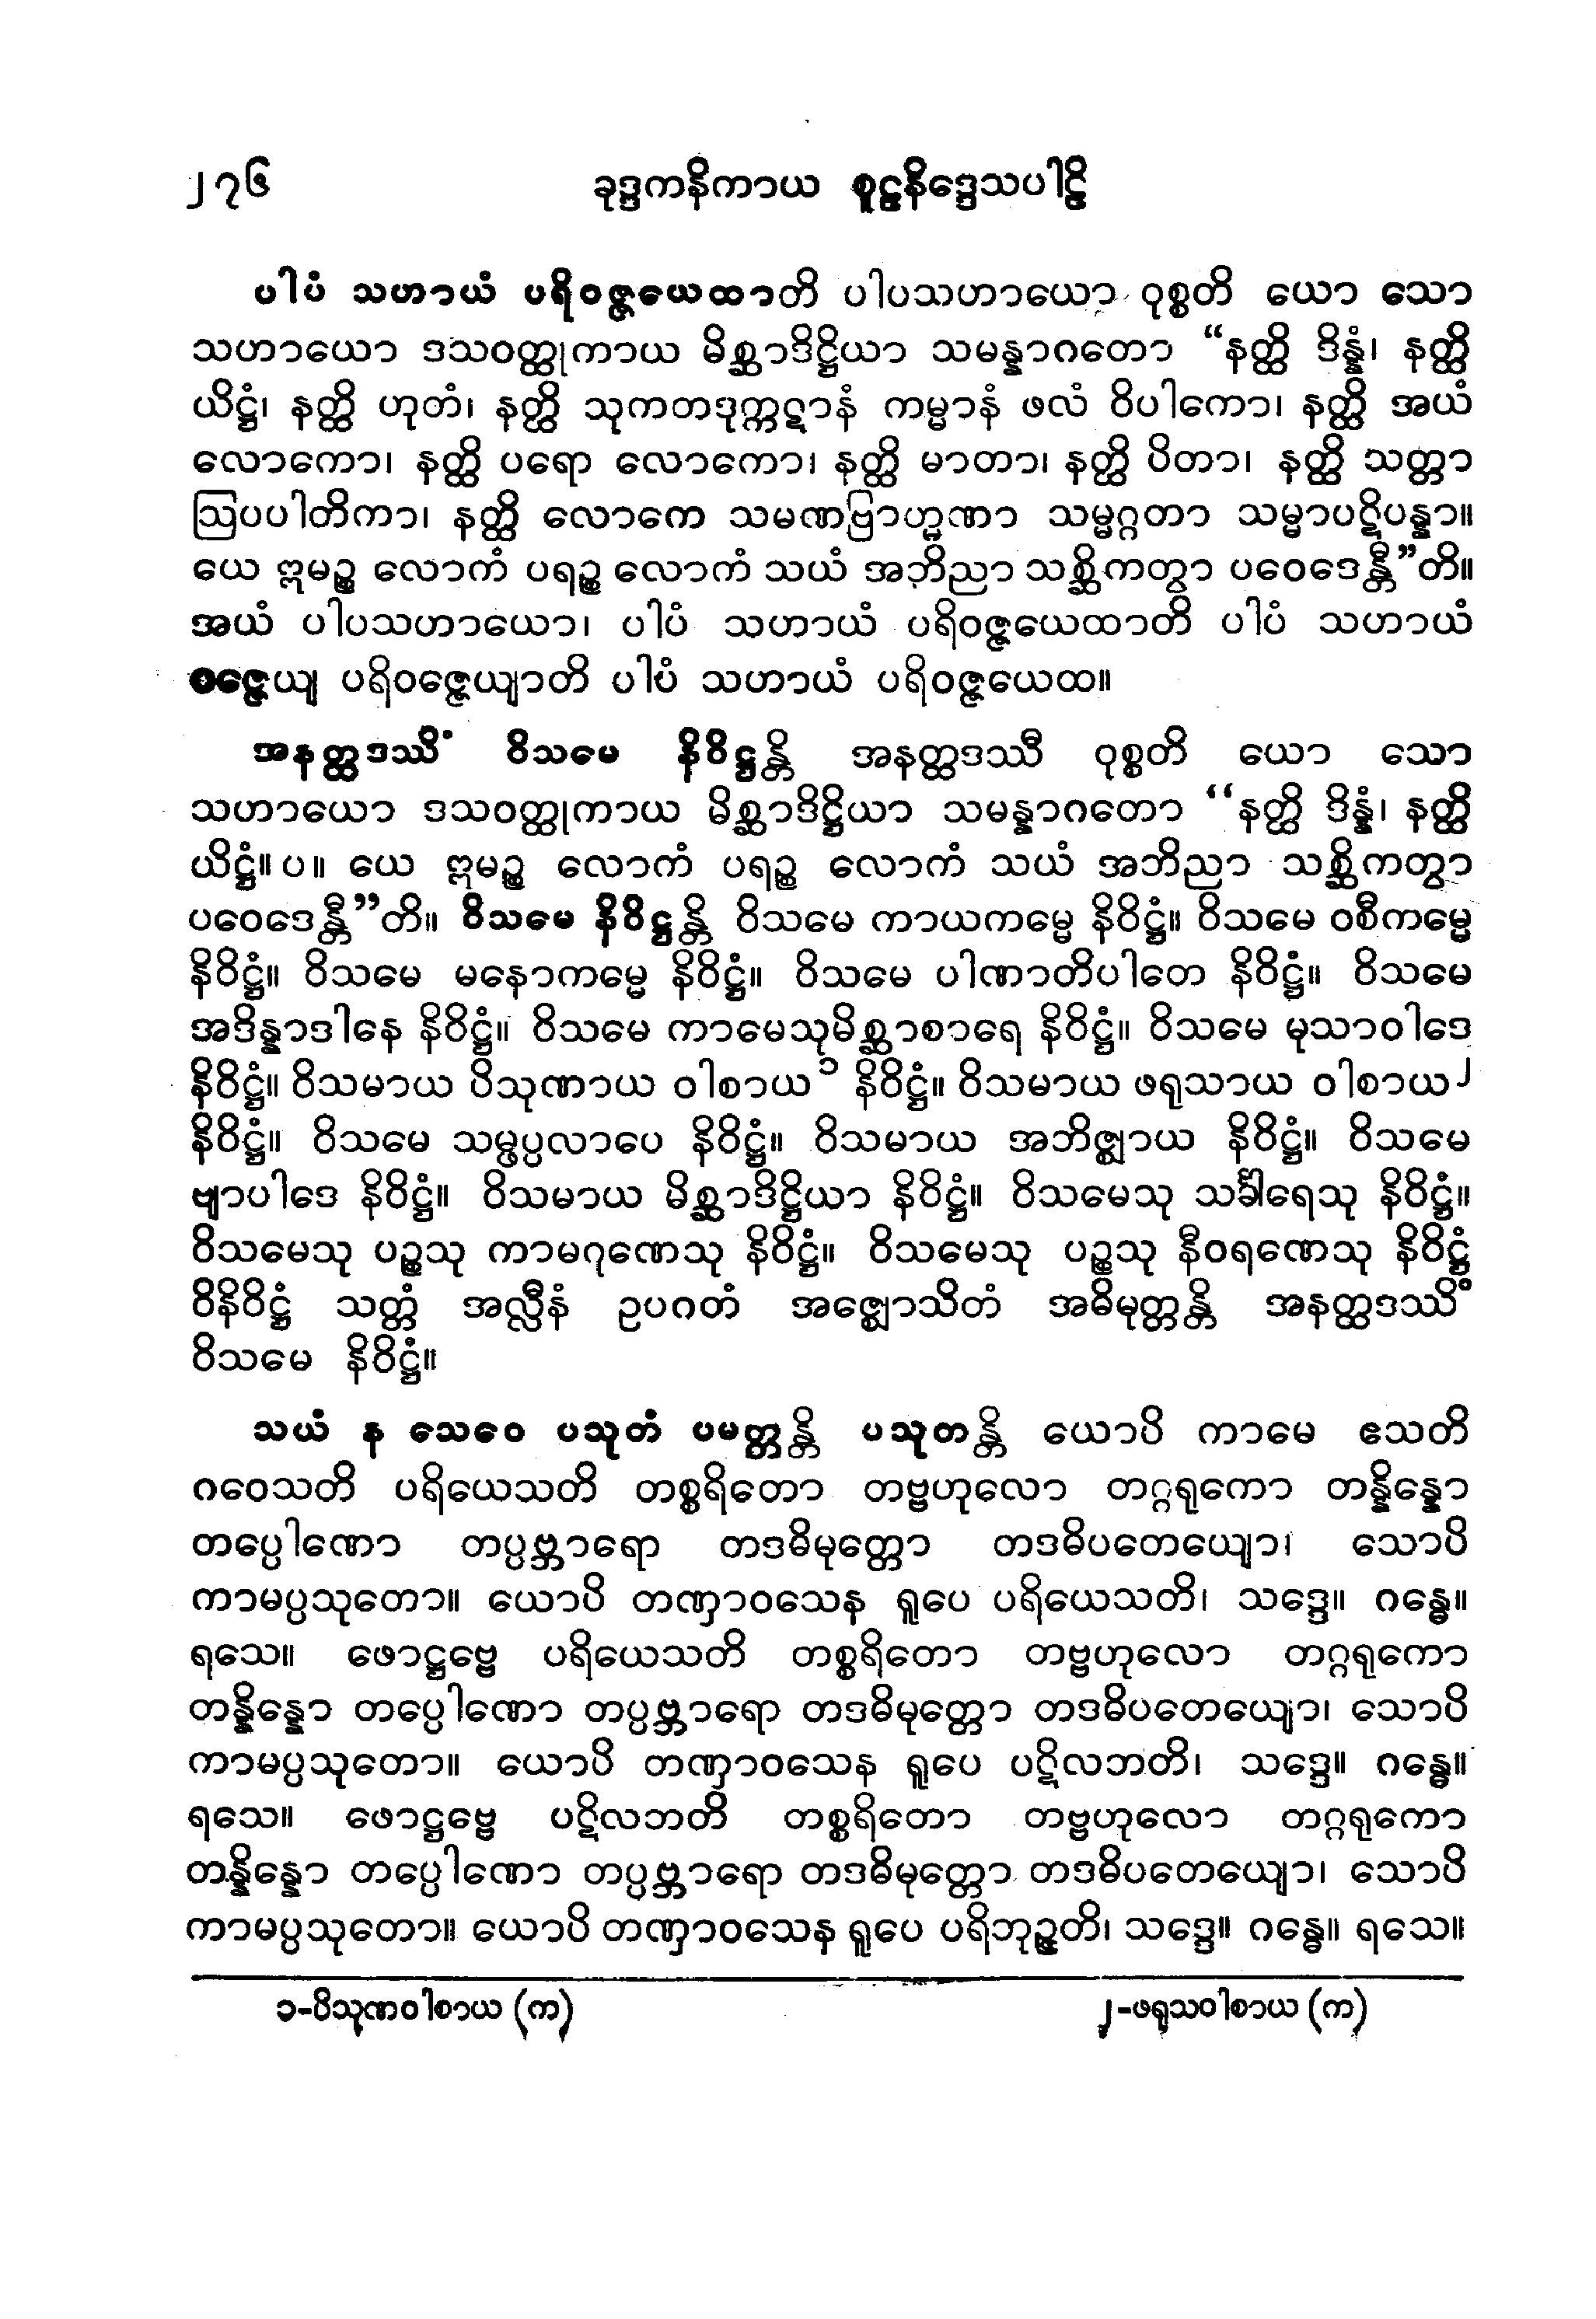 ၂၇၆ ခုဒ္ဒကနိကာယ စူဠနိဒ္ဒေသပါဠိ
ပါပံ သဟာယံ ပရိဝဇ္ဇယေထာတိ ပါပသဟာယော ဝုစ္စတိ ယော သော
သဟာယော ဒသဝတ္ထုကာယ မိစ္ဆာဒိဋ္ဌိယာ သမန္နာဂတော “နတ္ထိ ဒိန္နံ၊ နတ္ထိ
ယိဋ္ဌံ၊ နတ္ထိ ဟုတံ၊ နတ္ထိ သုကတဒုက္ကဋာနံ ကမ္မာနံ ဖလံ ဝိပါကော၊ နတ္ထိ အယံ
လောကော၊ နတ္ထိ ပရော လောကော၊ နတ္ထိ မာတာ၊ နတ္ထိ ပိတာ၊ နတ္ထိ သတ္တာ
ဩပပါတိကာ၊ နတ္ထိ လောကေ သမဏဗြာဟ္မဏာ သမ္မဂ္ဂတာ သမ္မာပဋိပန္နာ။
ယေ ဣမဉ္စ လောကံ ပရဉ္စ လောကံ သယံ အဘိညာ သစ္ဆိကတွာ ပဝေဒေန္တီ”တိ။
အယံ ပါပသဟာယော၊ ပါပံ သဟာယံ ပရိဝဇ္ဇယေထာတိ ပါပံ သဟာယံ
ဝဇ္ဇေယျ ပရိဝဇ္ဇေယျာတိ ပါပံ သဟာယံ ပရိဝဇ္ဇယေထ။
အနတ္ထဒဿိံ ဝိသမေ နိဝိဋ္ဌန္တိ အနတ္ထဒဿီ ဝုစ္စတိ ယော သော
သဟာယော ဒသဝတ္ထုကာယ မိစ္ဆာဒိဋ္ဌိယာ သမန္နာဂတော “နတ္ထိ ဒိန္နံ၊ နတ္ထိ
ယိဋ္ဌံ။ ပ။ ယေ ဣမဉ္စ လောကံ ပရဉ္စ လောကံ သယံ အဘိညာ သစ္ဆိကတွာ
ပဝေဒေန္တီ”တိ။ ဝိသမေ နိဝိဋ္ဌန္တိ ဝိသမေ ကာယကမ္မေ နိဝိဋ္ဌံ။ ဝိသမေ ဝစီကမ္မေ
နိဝိဋ္ဌံ။ ဝိသမေ မနောကမ္မေ နိဝိဋ္ဌံ။ ဝိသမေ ပါဏာတိပါတေ နိဝိဋ္ဌံ။ ဝိသမေ
အဒိန္နာဒါနေ နိဝိဋ္ဌံ။ ဝိသမေ ကာမေသုမိစ္ဆာစာရေ နိဝိဋ္ဌံ။ ဝိသမေ မုသာဝါဒေ
နိဝိဋ္ဌံ။ ဝိသမာယ ပိသုဏာယ ဝါစာယ၁ နိဝိဋ္ဌံ။ ဝိသမာယ ဖရုသာယ ဝါစာယ၂
နိဝိဋ္ဌံ။ ဝိသမေ သမ္ဖပ္ပလာပေ နိဝိဋ္ဌံ။ ဝိသမာယ အဘိဇ္ဈာယ နိဝိဋ္ဌံ။ ဝိသမေ
ဗျာပါဒေ နိဝိဋ္ဌံ။ ဝိသမာယ မိစ္ဆာဒိဋ္ဌိယာ နိဝိဋ္ဌံ။ ဝိသမေသု သင်္ခါရေသု နိဝိဋ္ဌံ။
ဝိသမေသု ပဉ္စသု ကာမဂုဏေသု နိဝိဋ္ဌံ။ ဝိသမေသု ပဉ္စသု နီဝရဏေသု နိဝိဋ္ဌံ
ဝိနိဝိဋ္ဌံ သတ္တံ အလ္လီနံ ဥပဂတံ အဇ္ဈောသိတံ အဓိမုတ္တန္တိ အနတ္ထဒဿိံ
ဝိသမေ နိဝိဋ္ဌံ။
သယံ န သေဝေ ပသုတံ ပမတ္တန္တိ ပသုတန္တိ ယောပိ ကာမေ ဧသတိ
ဂဝေသတိ ပရိယေသတိ တစ္စရိတော တဗ္ဗဟုလော တဂ္ဂရုကော တန္နိန္နော
တပ္ပေါဏော တပ္ပဗ္ဘာရော တဒဓိမုတ္တော တဒဓိပတေယျော၊ သောပိ
ကာမပ္ပသုတော။ ယောပိ တဏှာဝသေန ရူပေ ပရိယေသတိ၊ သဒ္ဒေ။ ဂန္ဓေ။
ရသေ။ ဖောဋ္ဌဗ္ဗေ ပရိယေသတိ တစ္စရိတော တဗ္ဗဟုလော တဂ္ဂရုကော
တန္နိန္နော တပ္ပေါဏော တပ္ပဗ္ဘာရော တဒဓိမုတ္တော တဒဓိပတေယျော၊ သောပိ
ကာမပ္ပသုတော။ ယောပိ တဏှာဝသေန ရူပေ ပဋိလဘတိ၊ သဒ္ဒေ။ ဂန္ဓေ။
ရသေ။ ဖောဋ္ဌဗ္ဗေ ပဋိလဘတိ တစ္စရိတော တဗ္ဗဟုလော တဂ္ဂရုကော
တန္နိန္နော တပ္ပေါဏော တပ္ပဗ္ဘာရော တဒဓိမုတ္တော တဒဓိပတေယျော၊ သောပိ
ကာမပ္ပသုတော။ ယောပိ တဏှာဝသေန ရူပေ ပရိဘုဉ္ဇတိ၊ သဒ္ဒေ။ ဂန္ဓေ။ ရသေ။
၁-ပိသုဏဝါစာယ (က) ၂-ဖရုသဝါစာယ (က)